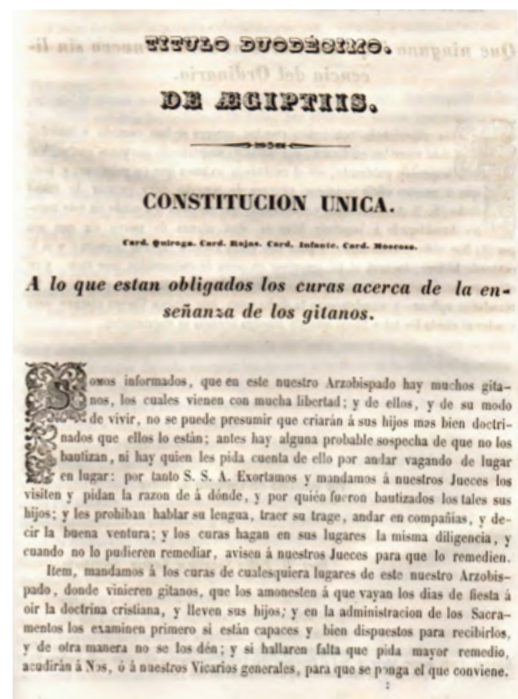 TITULO DUODÉCIMO.
DE ÆGIPTIIS.
CONSTITUCION UNICA.
Card. Quiroga. Card. Rojas. Card. Infante. Card. Moscoso.
A lo que estan obligados los curas acerca de la en-
señanza de los gitanos.
Somos informados, que en este nuestro Arzobispado hay muchos gita-
nos, los cuales vienen con mucha libertad; y de ellos, y de su modo
de vivir, no se puede presumir que criarán á sus hijos mas bien doctri-
nados que ellos lo están; antes hay alguna probable sospecha de que no los
bautizan, ni hay quien les pida cuenta de ello por andar vagando de lugar
en lugar: por tanto S. S. A. Exortamos y mandamos á nuestros Jueces los
visiten y pidan la razon de á dónde, y por quién fueron bautizados los tales sus
hijos; y les prohiban hablar su lengua, traer su trage, andar en compañias, y de-
cir la buena ventura; y los curas hagan en sus lugares la misma diligencia, y
cuando no lo pudieren remediar, avisen á nuestros Jueces para que lo remedien.
Item, mandamos á los curas de cualesquiera lugares de este nuestro Arzobis-
pado, donde vinieren gitanos, que los amonesten á que vayan los dias de fiesta á
oir la doctrina cristiana, y lleven sus hijos; y en la administracion de los Sacra-
mentos los examinen primero si están capaces y bien dispuestos para recibirlos,
y de otra manera no se los dén; y si hallaren falta que pida mayor remedio,
acudirán á Nos, ó á nuestros Vicarios generales, para que se ponga el que conviene.